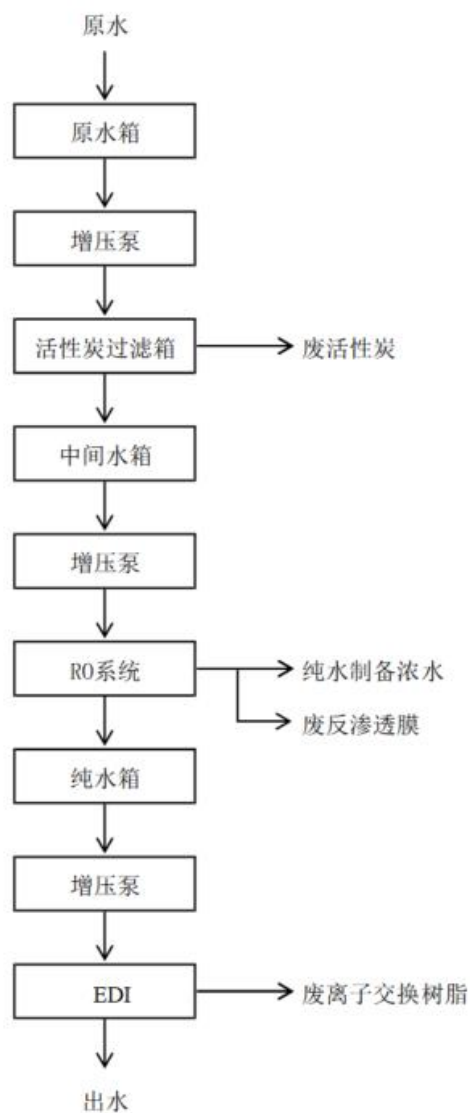 原水
原水箱
增压泵
活性炭过滤箱
废活性炭
中间水箱
增压泵
RO系统
纯水制备浓水
废反渗透膜
纯水箱
增压泵
EDI
废离子交换树脂
出水